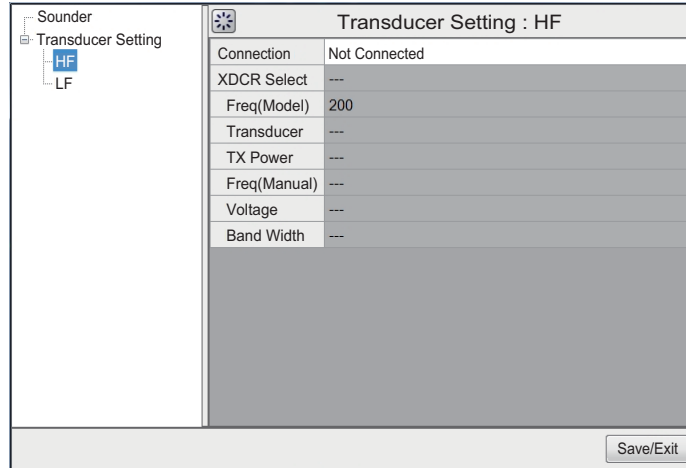 Sounder
Transducer Setting
HF
LF
Transducer Setting : HF
Connection Not Connected
XDCR Select ---
Freq(Model) 200
Transducer ---
TX Power ---
Freq(Manual) ---
Voltage ---
Band Width ---
Save/Exit